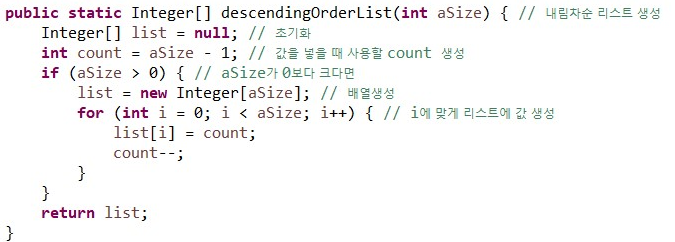 public static Integer[] descendingOrderList(int aSize) { // 내림차순 리스트 생성
    Integer[] list = null; // 초기화
    int count = aSize - 1; // 값을 넣을 때 사용할 count 생성
    if (aSize > 0) { // aSize가 0보다 크다면
        list = new Integer[aSize]; // 배열생성
        for (int i = 0; i < aSize; i++) { // i에 맞게 리스트에 값 생성
            list[i] = count;
            count--;
        }
    }
    return list;
}